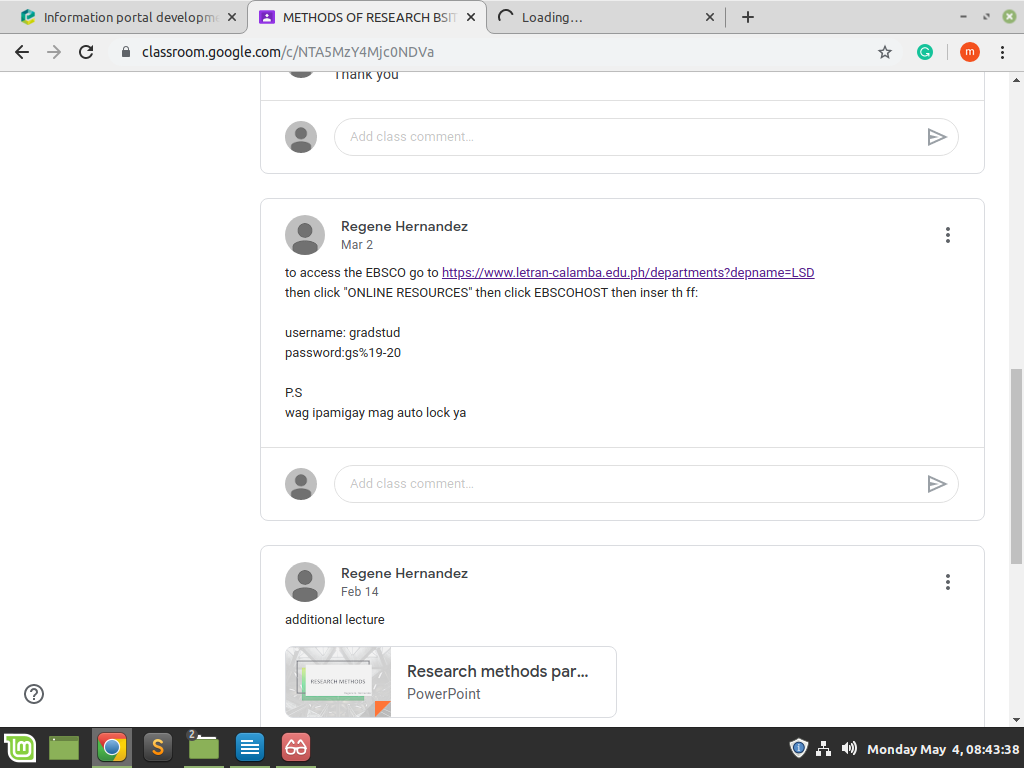 Information portal developm
METHODS OF RESEARCH BSIT
Loading…
classroom.google.com/c/NTA5MzY4Mjc0NDVa
m
Thank you
Add class comment…
Regene Hernandez
Mar 2
to access the EBSCO go to https://www.letran-calamba.edu.ph/departments?depname=LSD
then click "ONLINE RESOURCES" then click EBSCOHOST then inser th ff:
username: gradstud
password:gs%19-20
P.S
wag ipamigay mag auto lock ya
Add class comment…
Regene Hernandez
Feb 14
additional lecture
RESEARCH METHODS
Research methods par...
PowerPoint
2
S
Monday May 4, 08:43:38